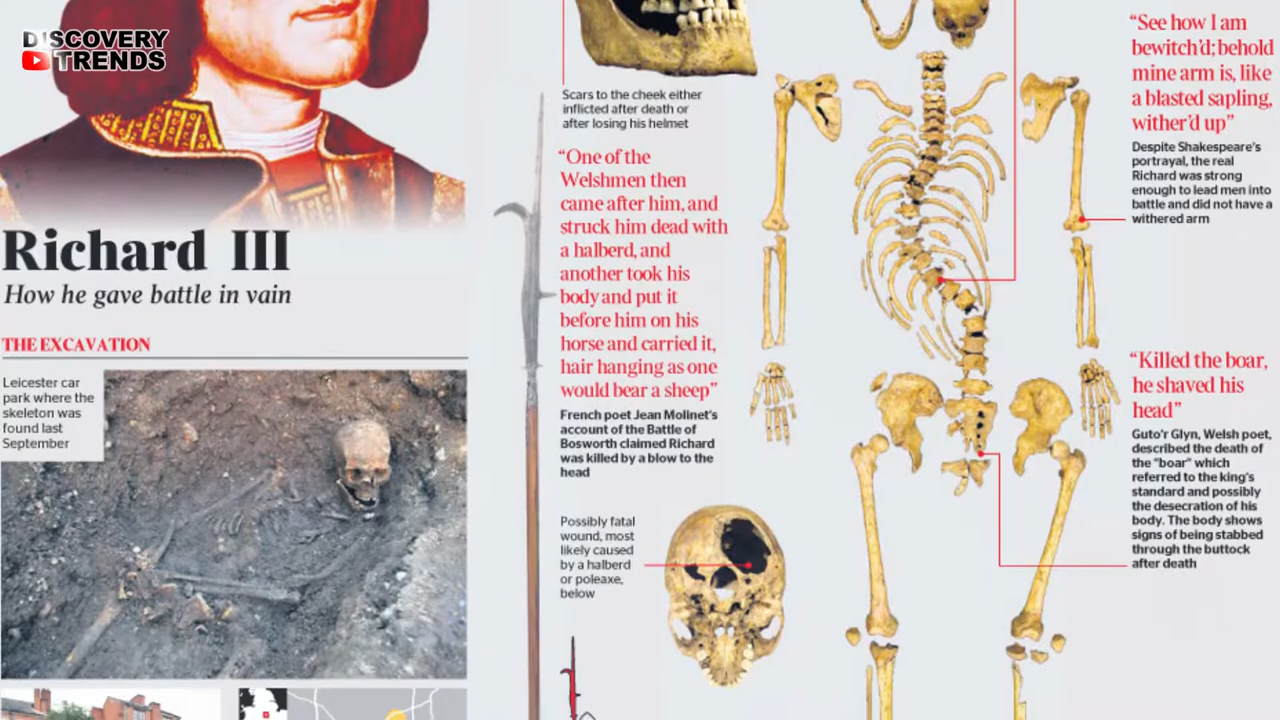 DISCOVERY
TRENDS
Richard III
How he gave battle in vain
THE EXCAVATION
Leicester car
park where the
skeleton was
found last
September
Scars to the cheek either
inflicted after death or
after losing his helmet
“One of the
Welshmen then
came after him, and
struck him dead with
a halberd, and
another took his
body and put it
before him on his
horse and carried it,
hair hanging as one
would bear a sheep”
French poet Jean Molinet’s
account of the Battle of
Bosworth claimed Richard
was killed by a blow to the
head
Possibly fatal
wound, most
likely caused
by a halberd
or poleaxe,
below
“See how I am
bewitch’d; behold
mine arm is, like
a blasted sapling,
wither’d up”
Despite Shakespeare’s
portrayal, the real
Richard was strong
enough to lead men into
battle and did not have a
withered arm
“Killed the boar,
he shaved his
head”
Guto’r Glyn, Welsh poet,
described the death of
the “boar” which
referred to the king’s
standard and possibly
the desecration of his
body. The body shows
signs of being stabbed
through the buttock
after death